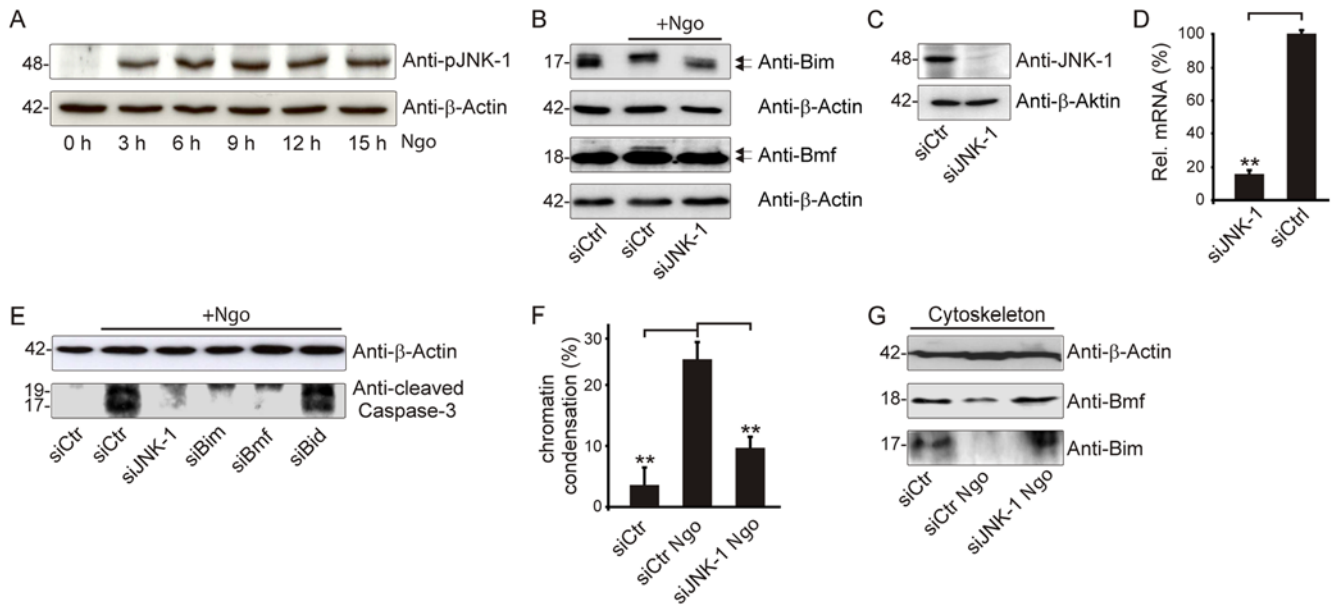 A
48-
Anti-pJNK-1
42-
Anti-β-Actin
0 h 3 h 6 h 9 h 12 h 15 h Ngo
B
+Ngo
17-
Anti-Bim
42-
Anti-β-Actin
18-
Anti-Bmf
42-
Anti-β-Actin
siCtrl
siCtr
siJNK-1
C
48-
Anti-JNK-1
42-
Anti-β-Aktin
siCtr
siJNK-1
D
Rel. mRNA (%)
100
80
60
40
20
0
**
siJNK-1
siCtrl
E
+Ngo
42-
Anti-β-Actin
19-
17-
Anti-cleaved
Caspase-3
siCtr
siCtr
siJNK-1
siBim
siBmf
siBid
F
chromatin
condensation (%)
30
20
10
0
**
**
siCtr
siCtr Ngo
siJNK-1 Ngo
G
Cytoskeleton
42-
Anti-β-Actin
18-
Anti-Bmf
17-
Anti-Bim
siCtr
siCtr Ngo
siJNK-1 Ngo